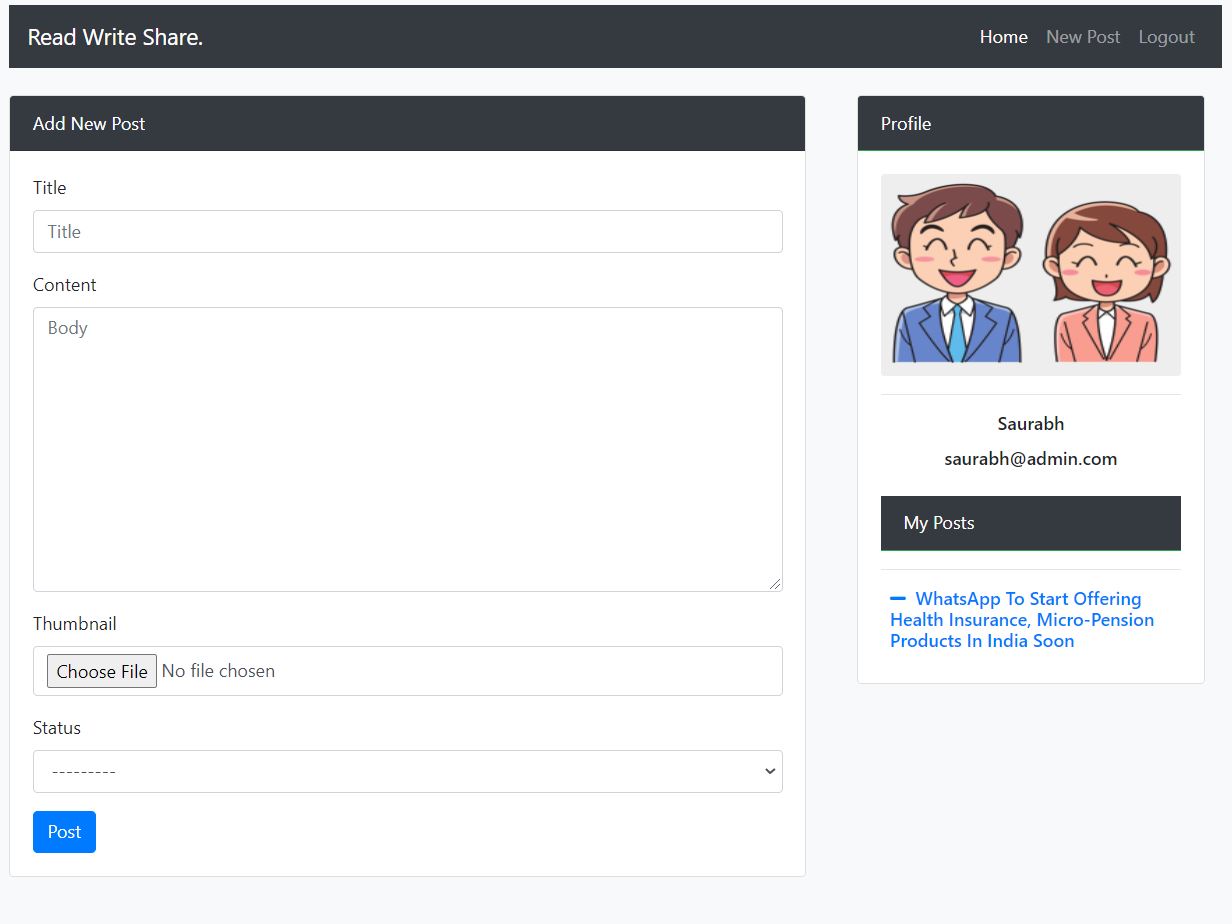 Read Write Share.
Home New Post Logout
Add New Post
Title
Title
Content
Body
Thumbnail
Choose File No file chosen
Status
---------
Post
Profile
Saurabh
saurabh@admin.com
My Posts
WhatsApp To Start Offering
Health Insurance, Micro-Pension
Products In India Soon